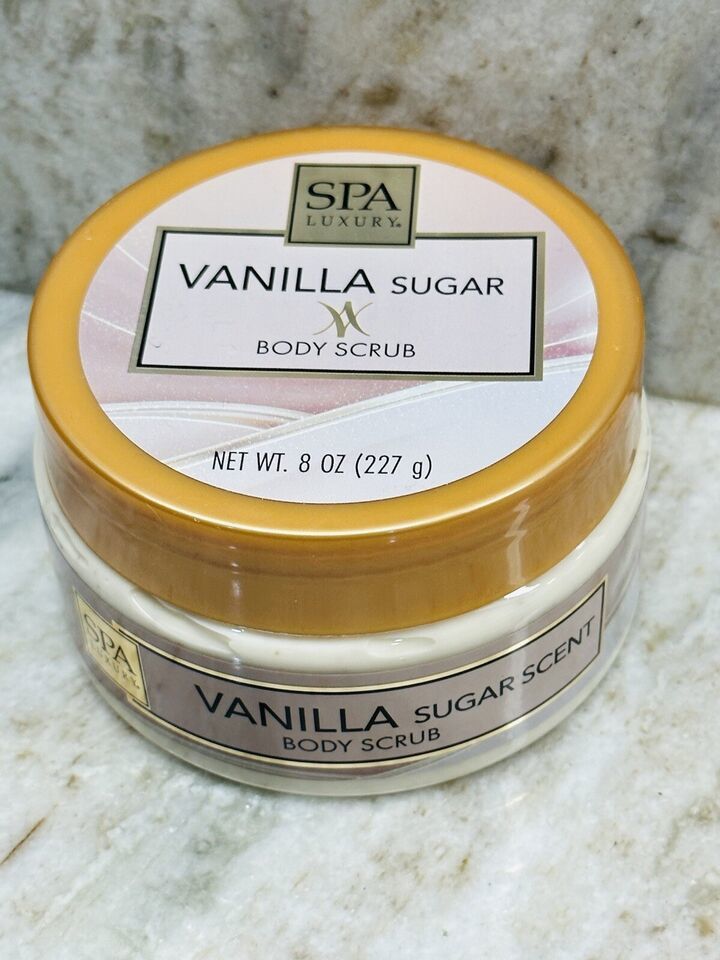 SPA
LUXURY®
VANILLA SUGAR
BODY SCRUB
NET WT. 8 OZ (227 g)
SPA
LUXURY®
VANILLA SUGAR SCENT
BODY SCRUB